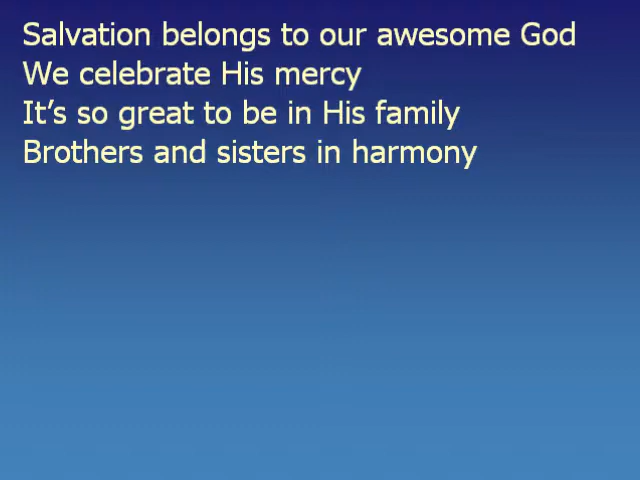 Salvation belongs to our awesome God
We celebrate His mercy
It’s so great to be in His family
Brothers and sisters in harmony